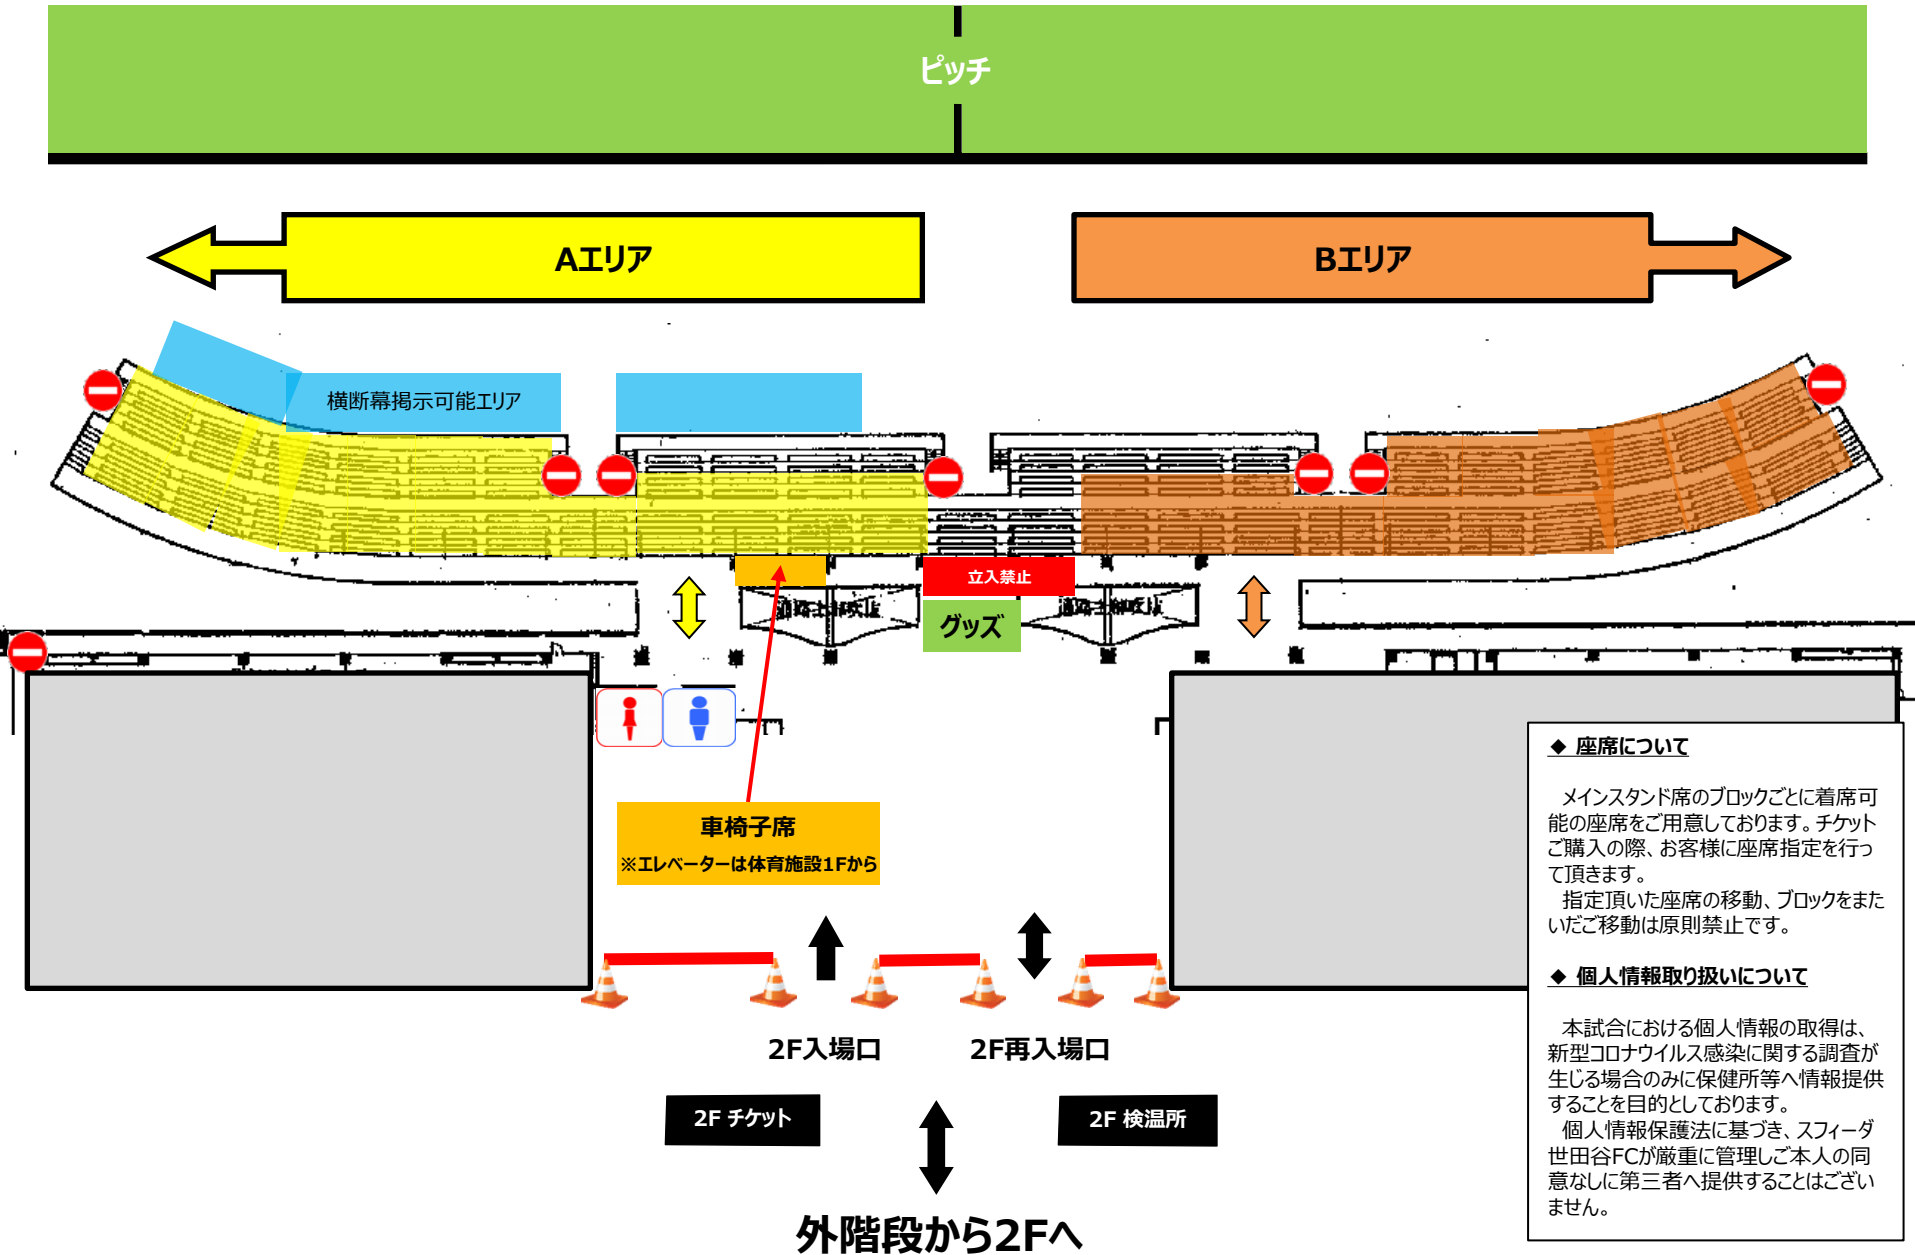 ピッチ
Aエリア
Bエリア
横断幕掲示可能エリア
立入禁止
グッズ
車椅子席
※エレベーターは体育施設1Fから
2F入場口
2F再入場口
2F チケット
2F 検温所
外階段から2Fへ
◆ 座席について
メインスタンド席のブロックごとに着席可
能の座席をご用意しております。チケット
ご購入の際、お客様に座席指定を行っ
て頂きます。
指定頂いた座席の移動、ブロックをまた
いだご移動は原則禁止です。
◆ 個人情報取り扱いについて
本試合における個人情報の取得は、
新型コロナウイルス感染に関する調査が
生じる場合のみに保健所等へ情報提供
することを目的としております。
個人情報保護法に基づき、スフィーダ
世田谷FCが厳重に管理しご本人の同
意なしに第三者へ提供することはござい
ません。